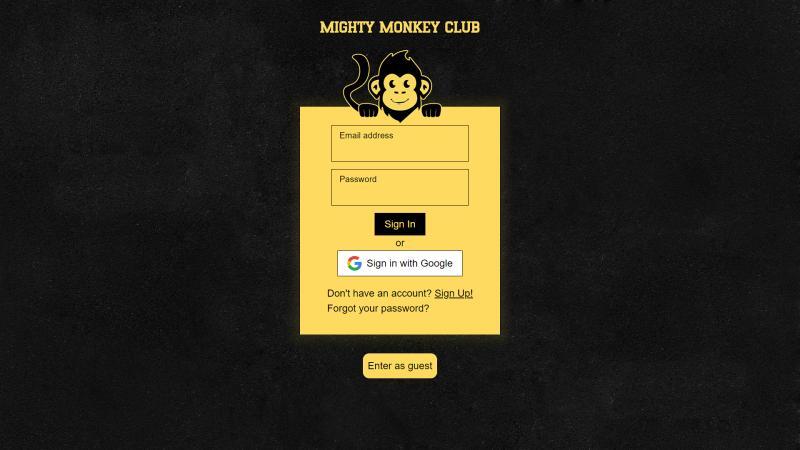 MIGHTY MONKEY CLUB
Email address
Password
Sign In
or
Sign in with Google
Don't have an account? Sign Up!
Forgot your password?
Enter as guest